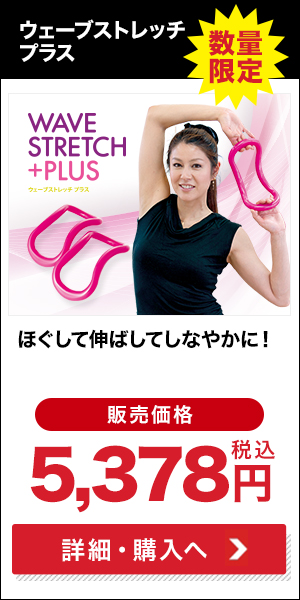 ウェーブストレッチ
プラス
数量
限定
WAVE
STRETCH
+PLUS
ウェーブストレッチ プラス
ほぐして伸ばしてしなやかに！
販売価格
5,378円 税込
詳細・購入へ